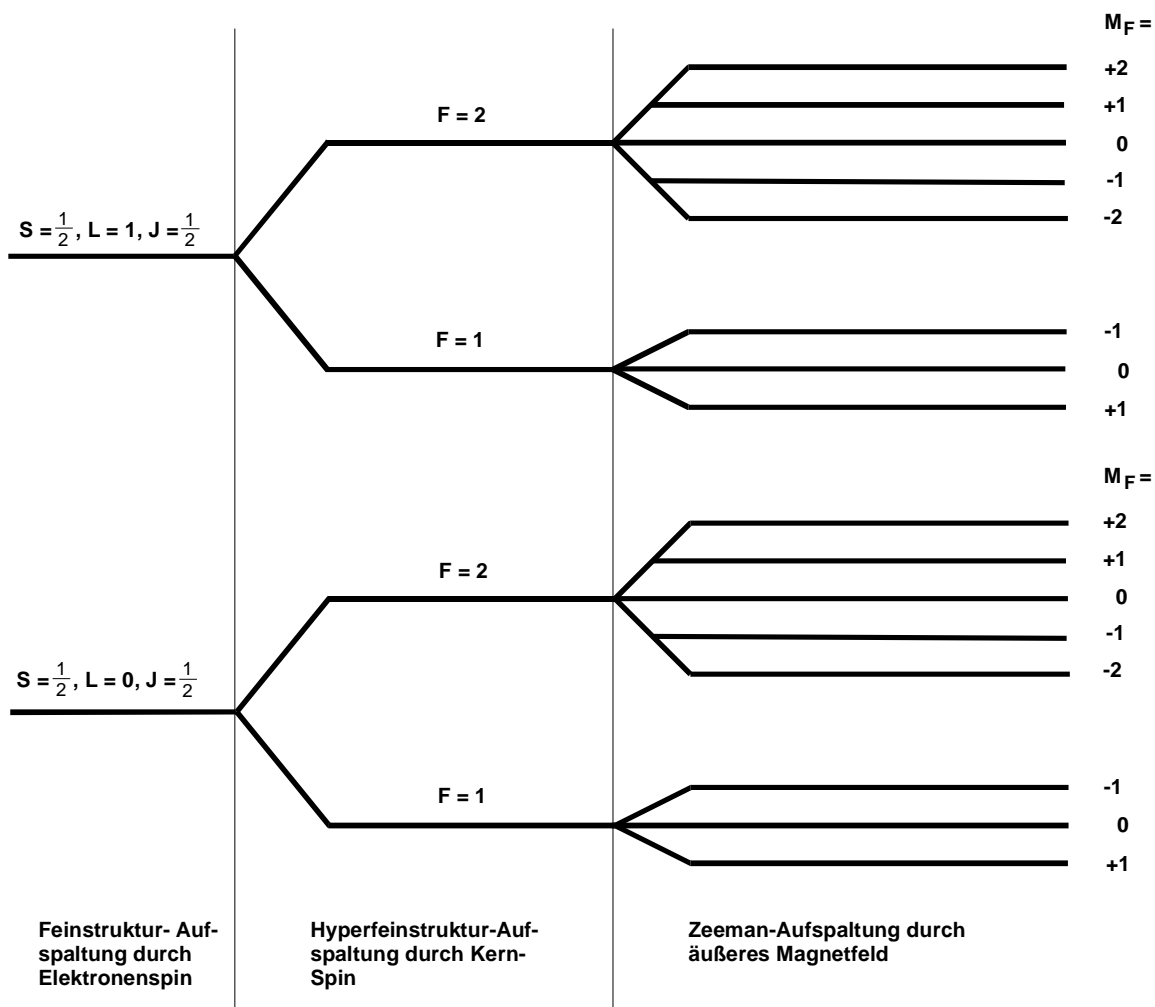 M_F =
+2
+1
0
-1
-2
F = 2
S = 1/2, L = 1, J = 1/2
F = 1
-1
0
+1
M_F =
+2
+1
0
-1
-2
F = 2
S = 1/2, L = 0, J = 1/2
F = 1
-1
0
+1
Feinstruktur- Auf-
spaltung durch
Elektronenspin
Hyperfeinstruktur-Auf-
spaltung durch Kern-
Spin
Zeeman-Aufspaltung durch
äußeres Magnetfeld